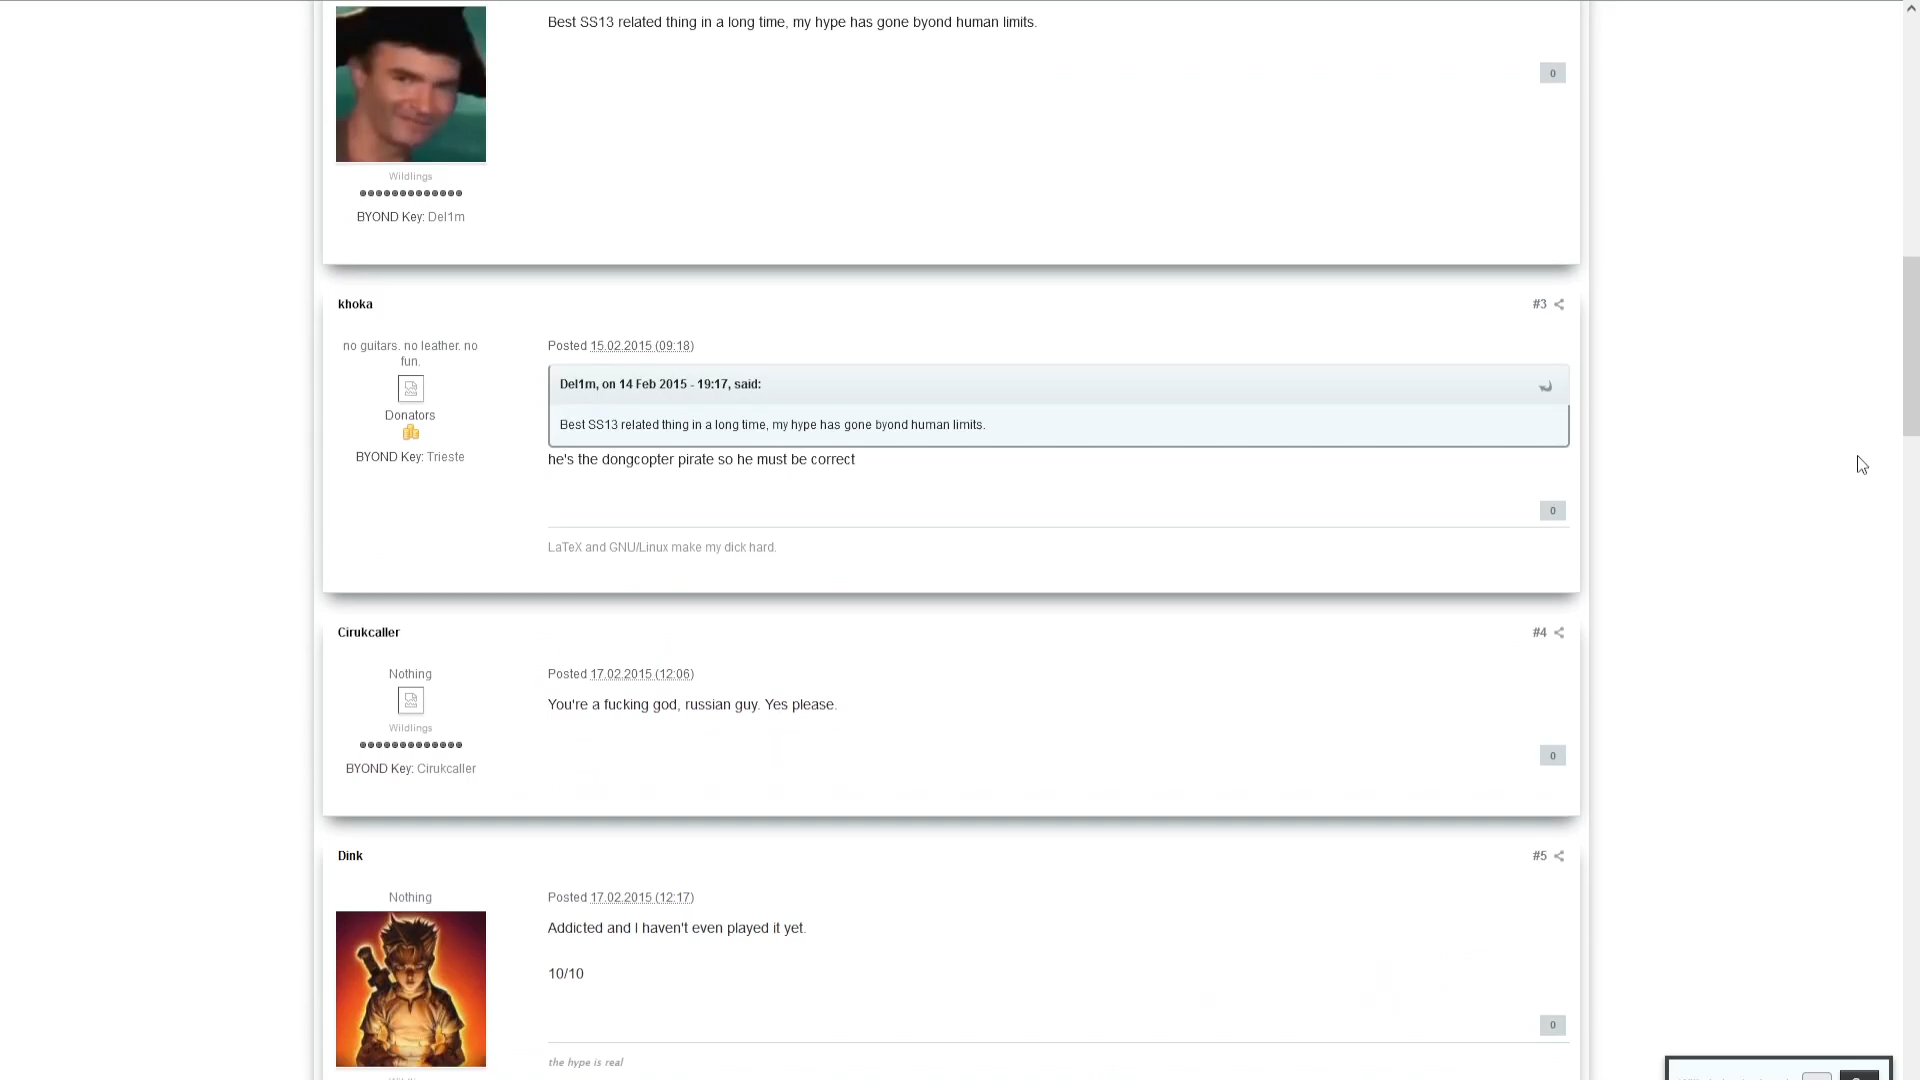 Best SS13 related thing in a long time, my hype has gone byond human limits.
0
Wildlings
BYOND Key: Del1m
khoka
#3
no guitars. no leather. no
fun.
Donators
BYOND Key: Trieste
Posted 15.02.2015 (09:18)
Del1m, on 14 Feb 2015 - 19:17, said:
Best SS13 related thing in a long time, my hype has gone byond human limits.
he's the dongcopter pirate so he must be correct
0
LaTeX and GNU/Linux make my dick hard.
Cirukcaller
#4
Nothing
Wildlings
BYOND Key: Cirukcaller
Posted 17.02.2015 (12:06)
You're a fucking god, russian guy. Yes please.
0
Dink
#5
Nothing
Posted 17.02.2015 (12:17)
Addicted and I haven't even played it yet.
10/10
0
the hype is real